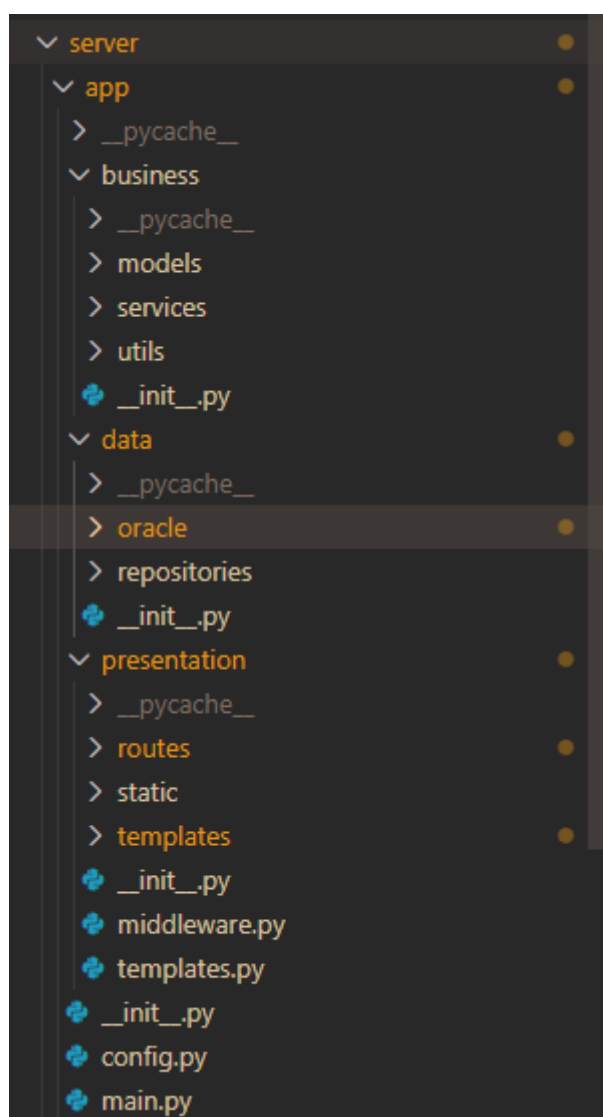 server
app
__pycache__
business
__pycache__
models
services
utils
__init__.py
data
__pycache__
oracle
repositories
__init__.py
presentation
__pycache__
routes
static
templates
__init__.py
middleware.py
templates.py
__init__.py
config.py
main.py